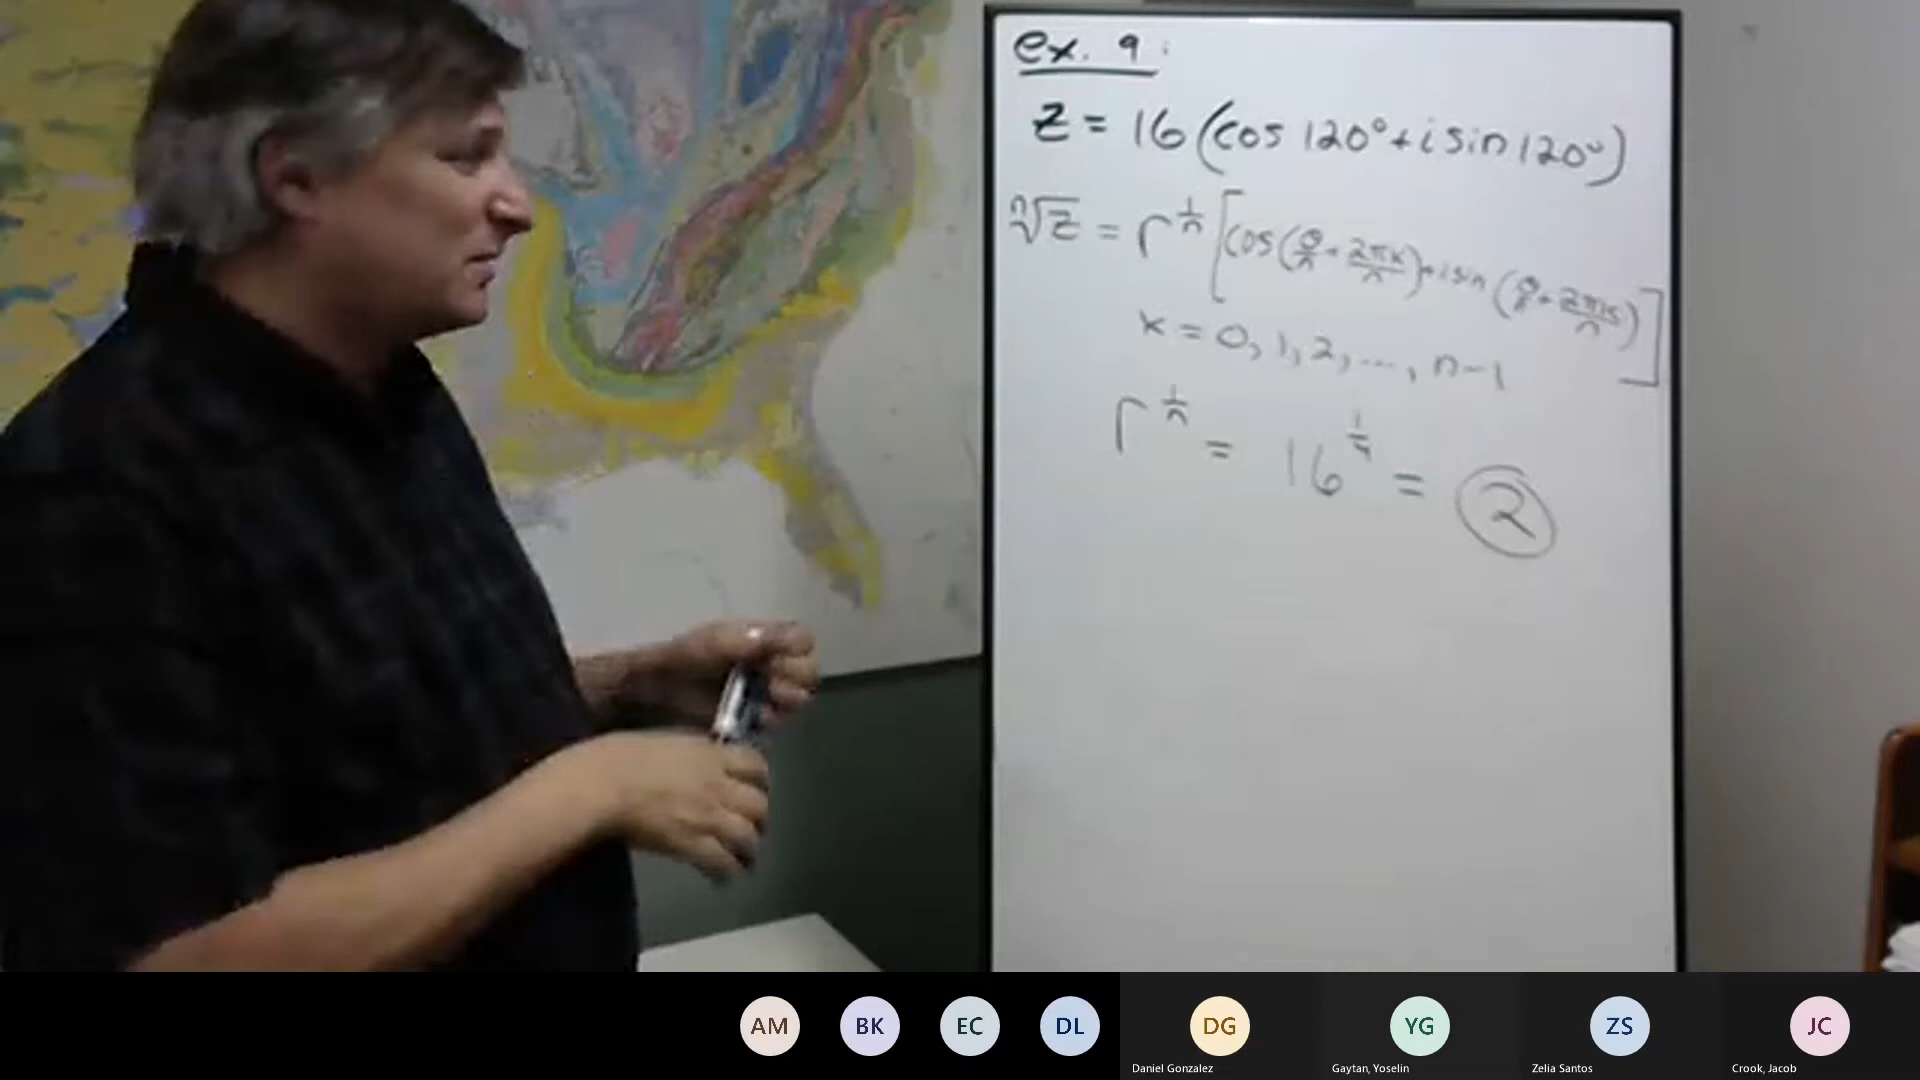 ex. 9:
z = 16 (cos 120° + i sin 120°)
ⁿ√z = r^(1/n) [cos(θ/n + 2πk/n) + i sin(θ/n + 2πk/n)]
k = 0, 1, 2, ..., n-1
r^(1/n) = 16^(1/4) = 2
AM BK EC DL DG YG ZS JC
Daniel Gonzalez Gaytan, Yoselin Zelia Santos Crook, Jacob